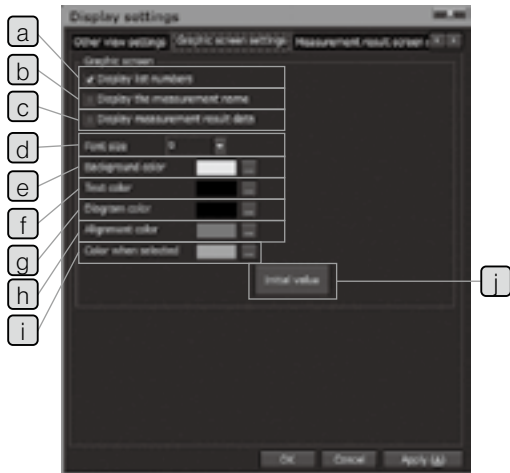 Display settings
Other view settings Graphic screen settings Measurement result screen
Graphic screen
a Display list numbers
b Display the measurement name
c Display measurement result data
d Font size 9
e Background color ...
f Text color ...
g Diagram color ...
h Alignment color ...
i Color when selected ...
j Initial value
OK Cancel Apply (A)